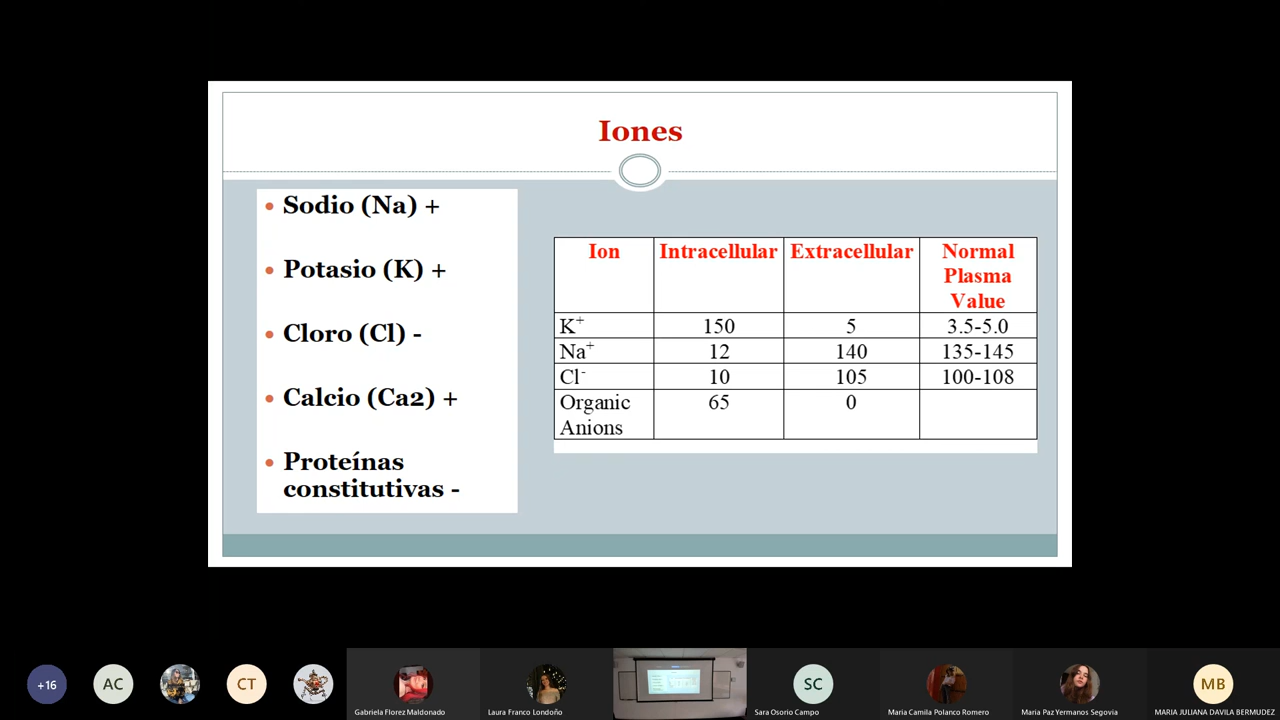 Iones
• Sodio (Na) +
• Potasio (K) +
• Cloro (Cl) -
• Calcio (Ca2) +
• Proteínas
constitutivas -
Ion Intracellular Extracellular Normal
Plasma
Value
K⁺ 150 5 3.5-5.0
Na⁺ 12 140 135-145
Cl⁻ 10 105 100-108
Organic 65 0
Anions
+16 AC CT SC MB
Gabriela Florez Maldonado Laura Franco Londoño Sara Osorio Campo Maria Camila Polanco Romero Maria Paz Yermanos Segovia MARIA JULIANA DAVILA BERMUDEZ